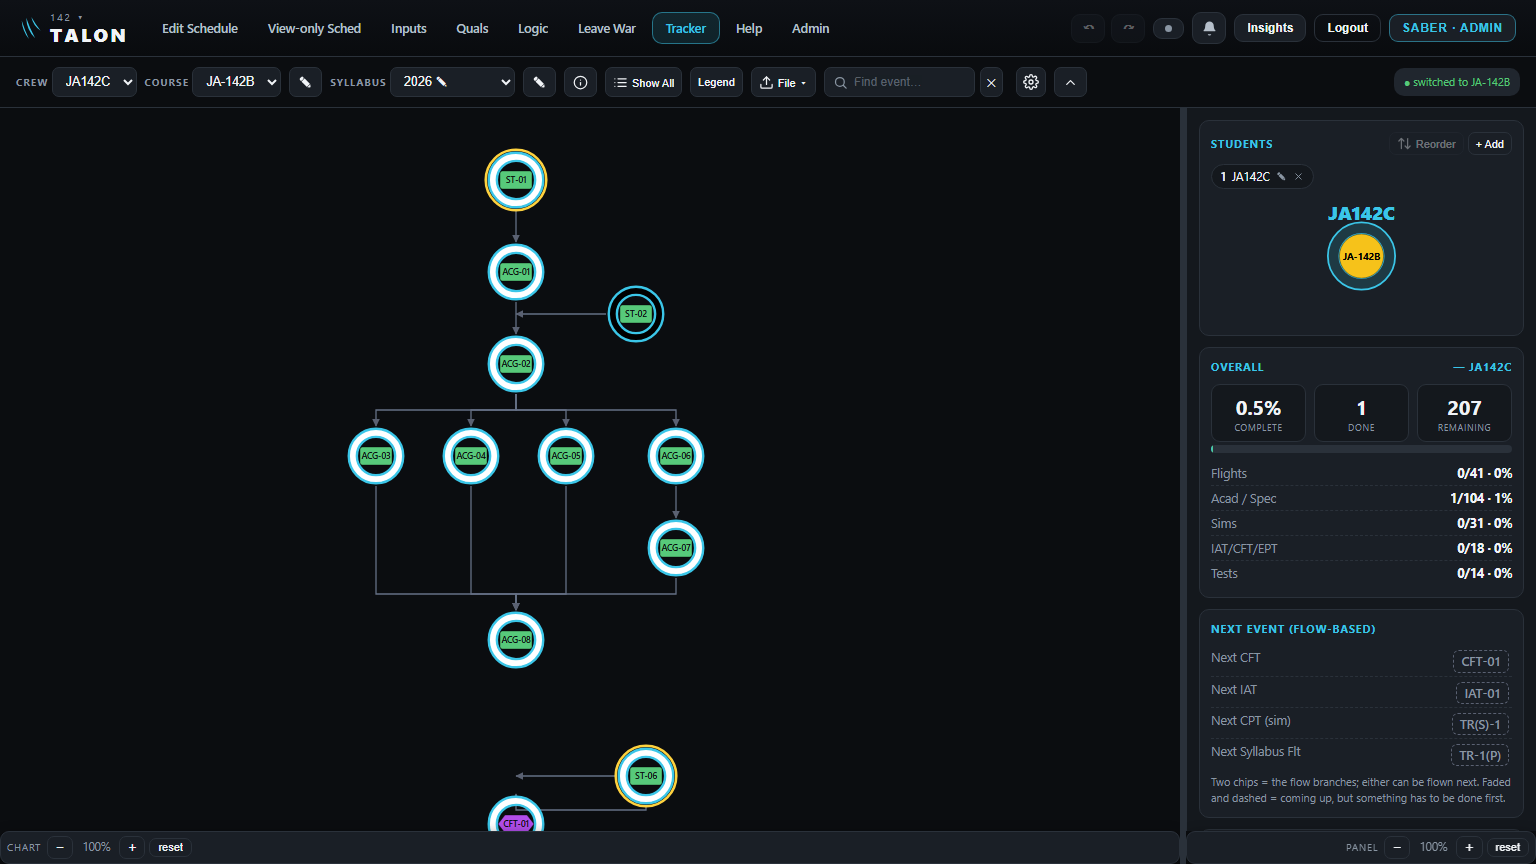 142
TALON
Edit Schedule
View-only Sched
Inputs
Quals
Logic
Leave War
Tracker
Help
Admin
Insights
Logout
SABER · ADMIN
CREW
JA142C
COURSE
JA-142B
SYLLABUS
2026
Show All
Legend
File
Find event...
switched to JA-142B
ST-01
ACG-01
ST-02
ACG-02
ACG-03
ACG-04
ACG-05
ACG-06
ACG-07
ACG-08
ST-06
CFT-01
STUDENTS
Reorder
+ Add
1 JA142C
JA142C
JA-142B
OVERALL
— JA142C
0.5%
COMPLETE
1
DONE
207
REMAINING
Flights 0/41 · 0%
Acad / Spec 1/104 · 1%
Sims 0/31 · 0%
IAT/CFT/EPT 0/18 · 0%
Tests 0/14 · 0%
NEXT EVENT (FLOW-BASED)
Next CFT CFT-01
Next IAT IAT-01
Next CPT (sim) TR(S)-1
Next Syllabus Flt TR-1(P)
Two chips = the flow branches; either can be flown next. Faded
and dashed = coming up, but something has to be done first.
CHART − 100% + reset
PANEL − 100% + reset